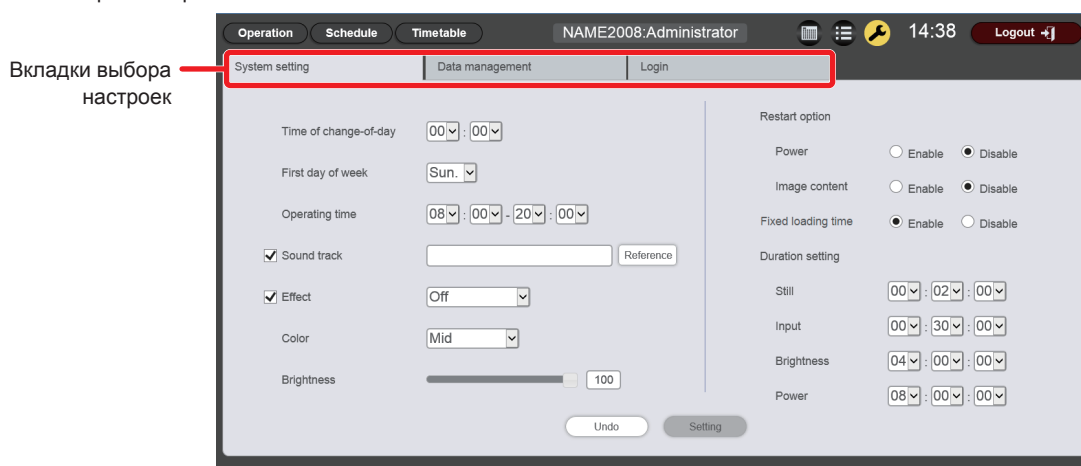 Operation Schedule Timetable NAME2008:Administrator 14:38 Logout
Вкладки выбора
настроек
System setting Data management Login
Time of change-of-day 00 : 00
First day of week Sun.
Operating time 08 : 00 - 20 : 00
Sound track Reference
Effect Off
Color Mid
Brightness 100
Restart option
Power Enable Disable
Image content Enable Disable
Fixed loading time Enable Disable
Duration setting
Still 00 : 02 : 00
Input 00 : 30 : 00
Brightness 04 : 00 : 00
Power 08 : 00 : 00
Undo Setting